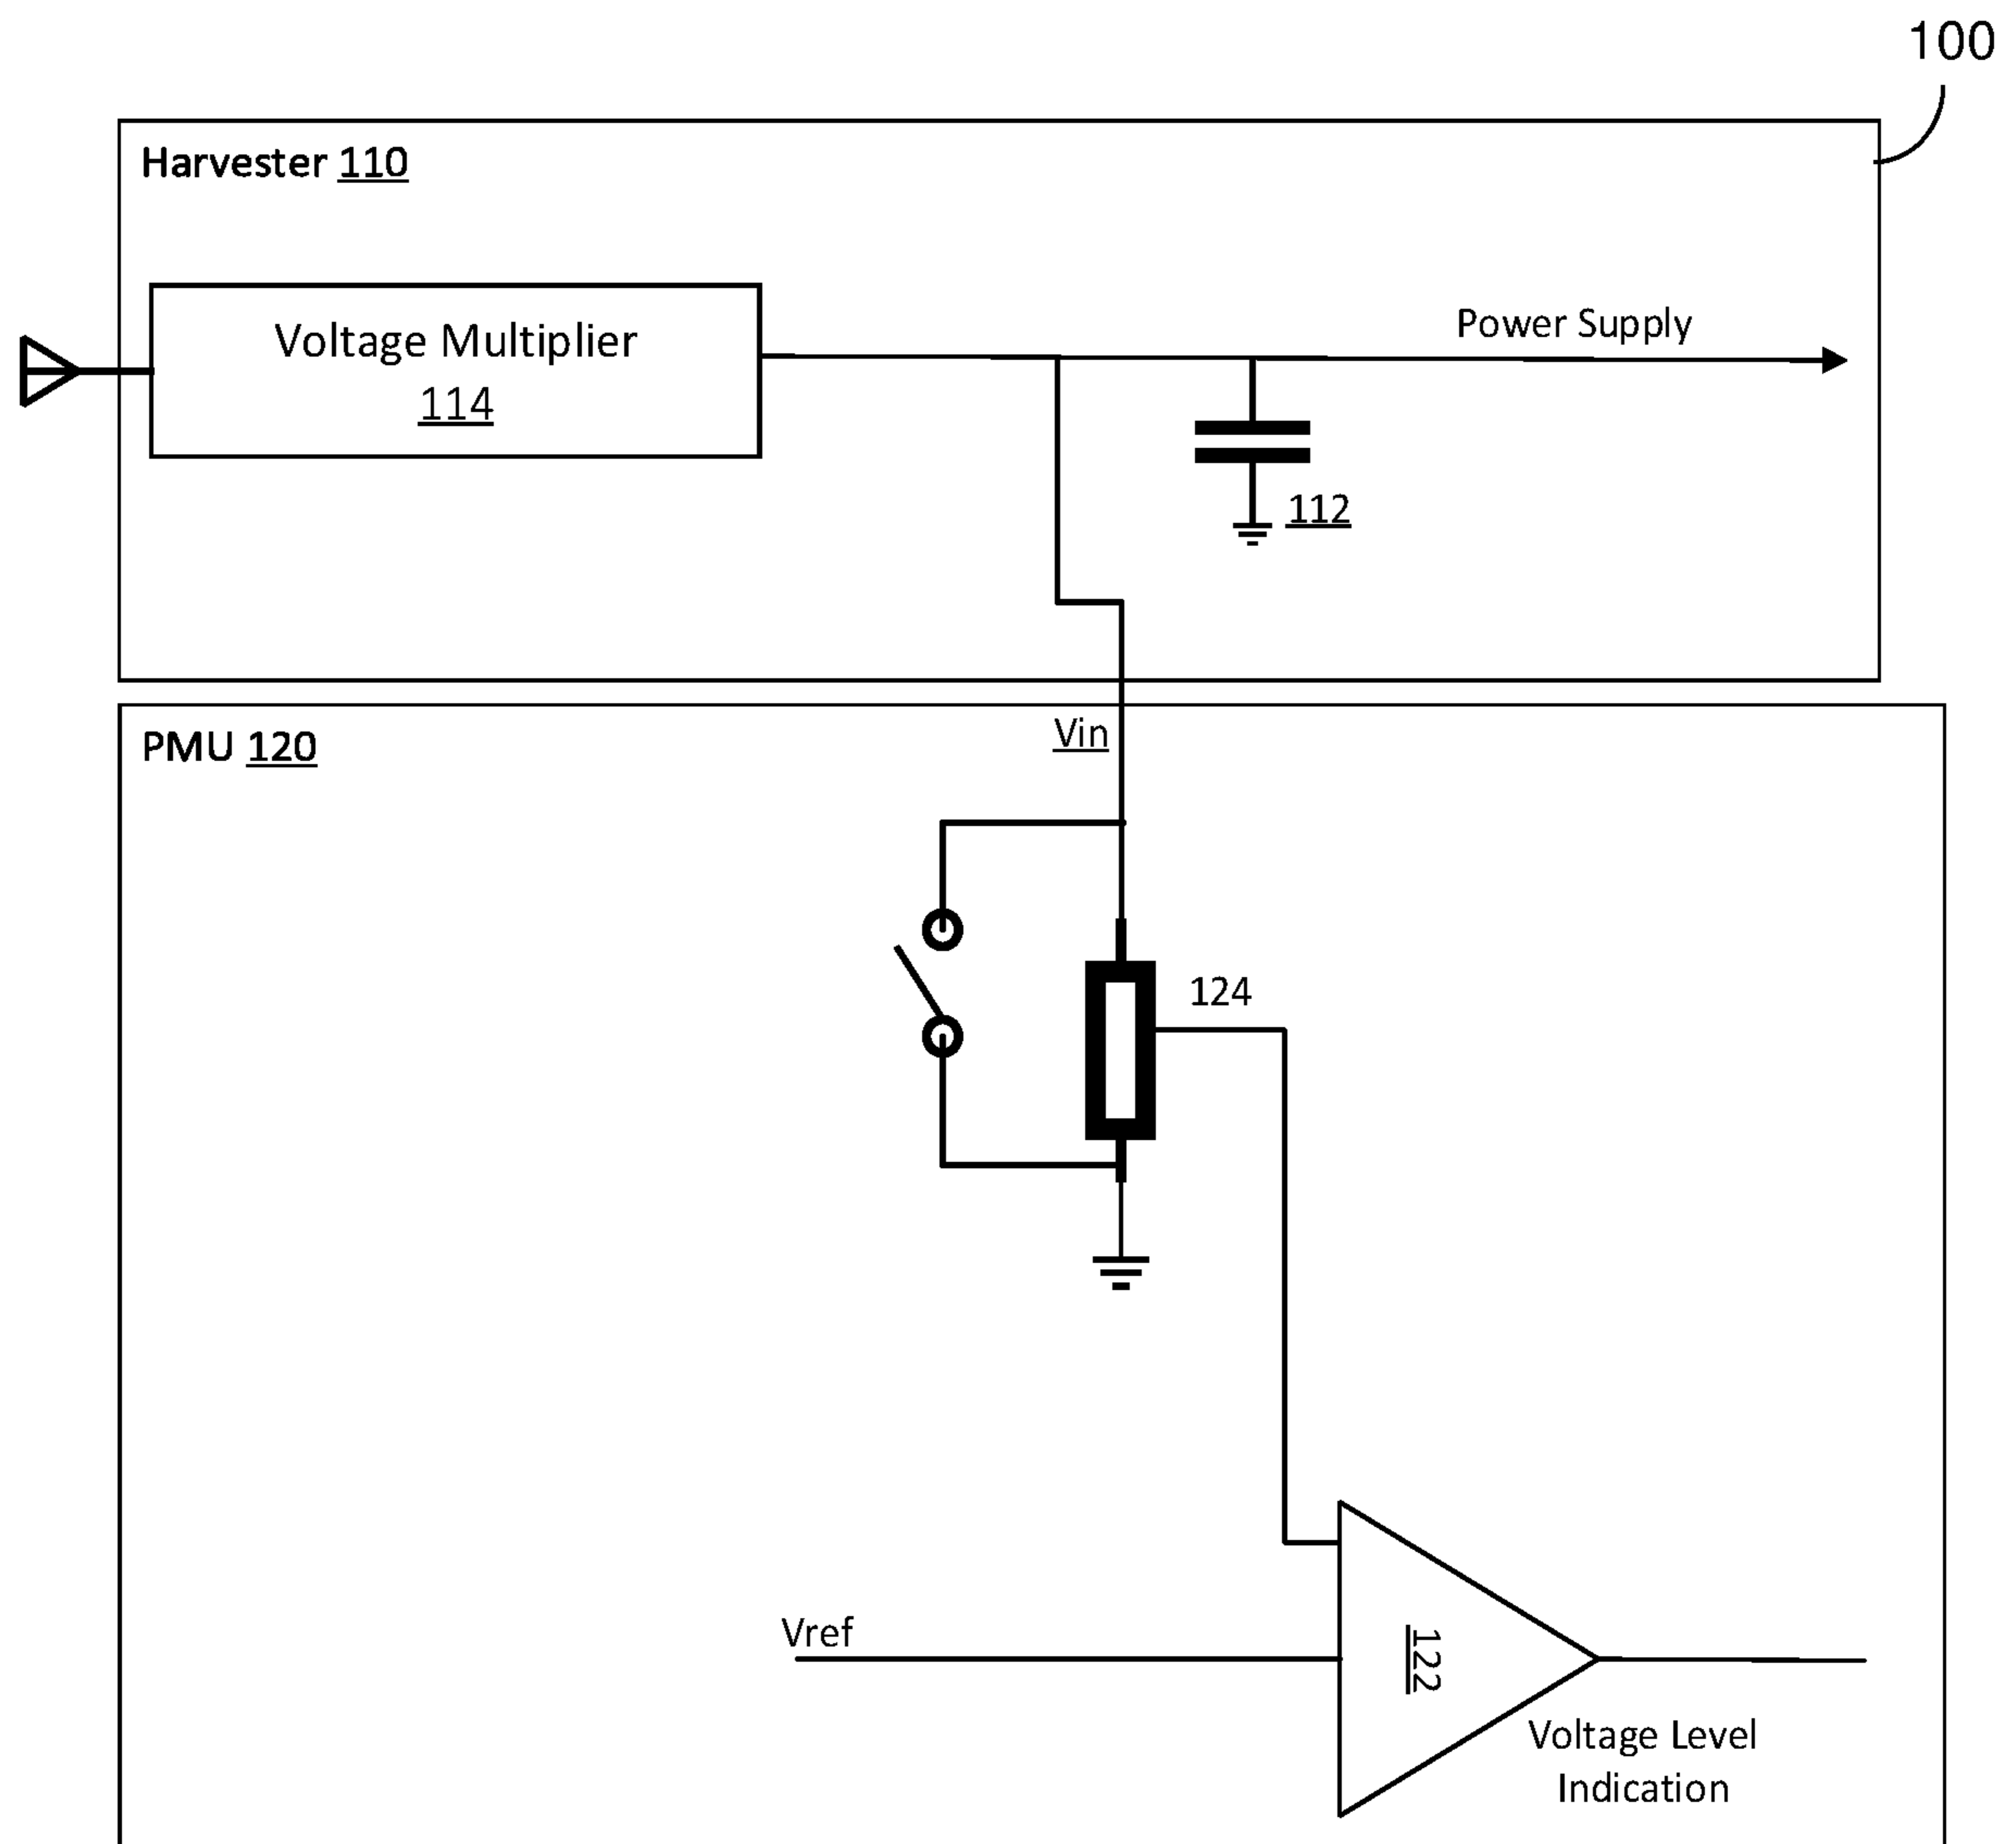 100
Harvester 110
Voltage Multiplier
114
Power Supply
112
PMU 120
Vin
124
Vref
122
Voltage Level
Indication